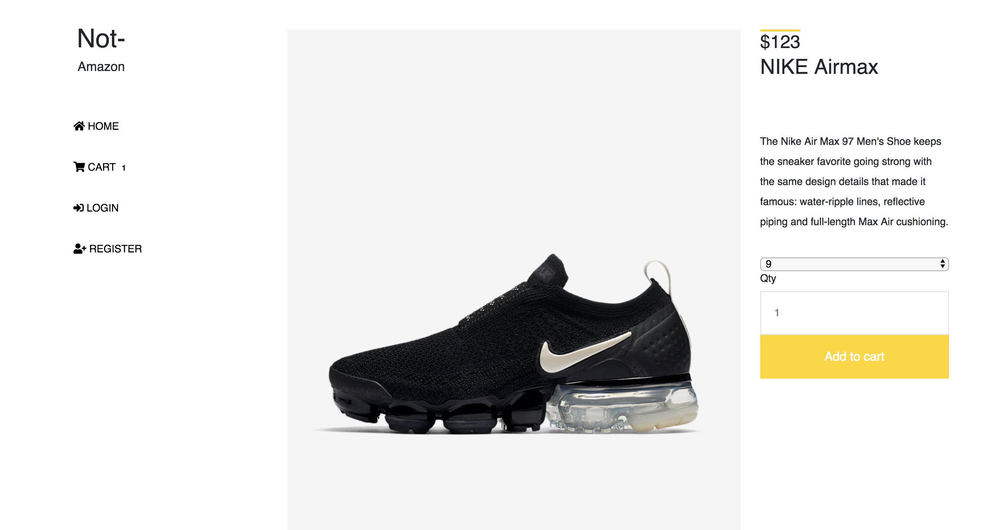 Not-
Amazon
HOME
CART 1
LOGIN
REGISTER
$123
NIKE Airmax
The Nike Air Max 97 Men's Shoe keeps
the sneaker favorite going strong with
the same design details that made it
famous: water-ripple lines, reflective
piping and full-length Max Air cushioning.
9
Qty
1
Add to cart